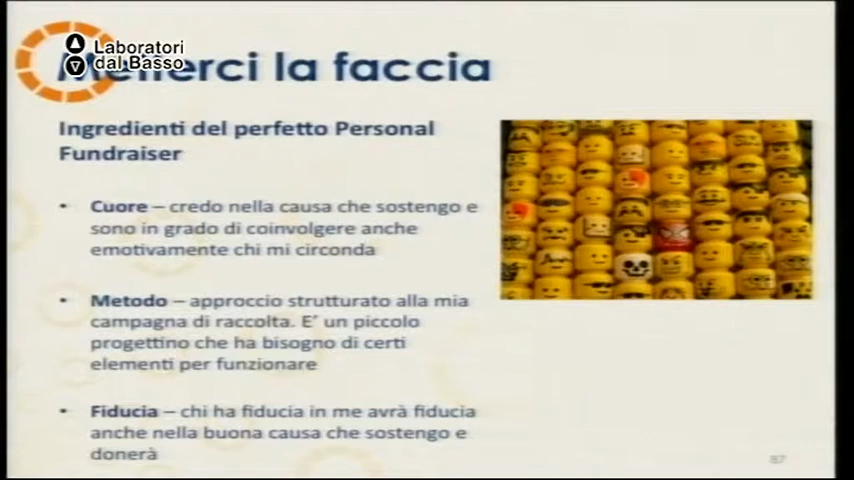 Laboratori
dal Basso
Metterci la faccia
Ingredienti del perfetto Personal
Fundraiser
• Cuore – credo nella causa che sostengo e
sono in grado di coinvolgere anche
emotivamente chi mi circonda
• Metodo – approccio strutturato alla mia
campagna di raccolta. E' un piccolo
progettino che ha bisogno di certi
elementi per funzionare
• Fiducia – chi ha fiducia in me avrà fiducia
anche nella buona causa che sostengo e
donerà
87